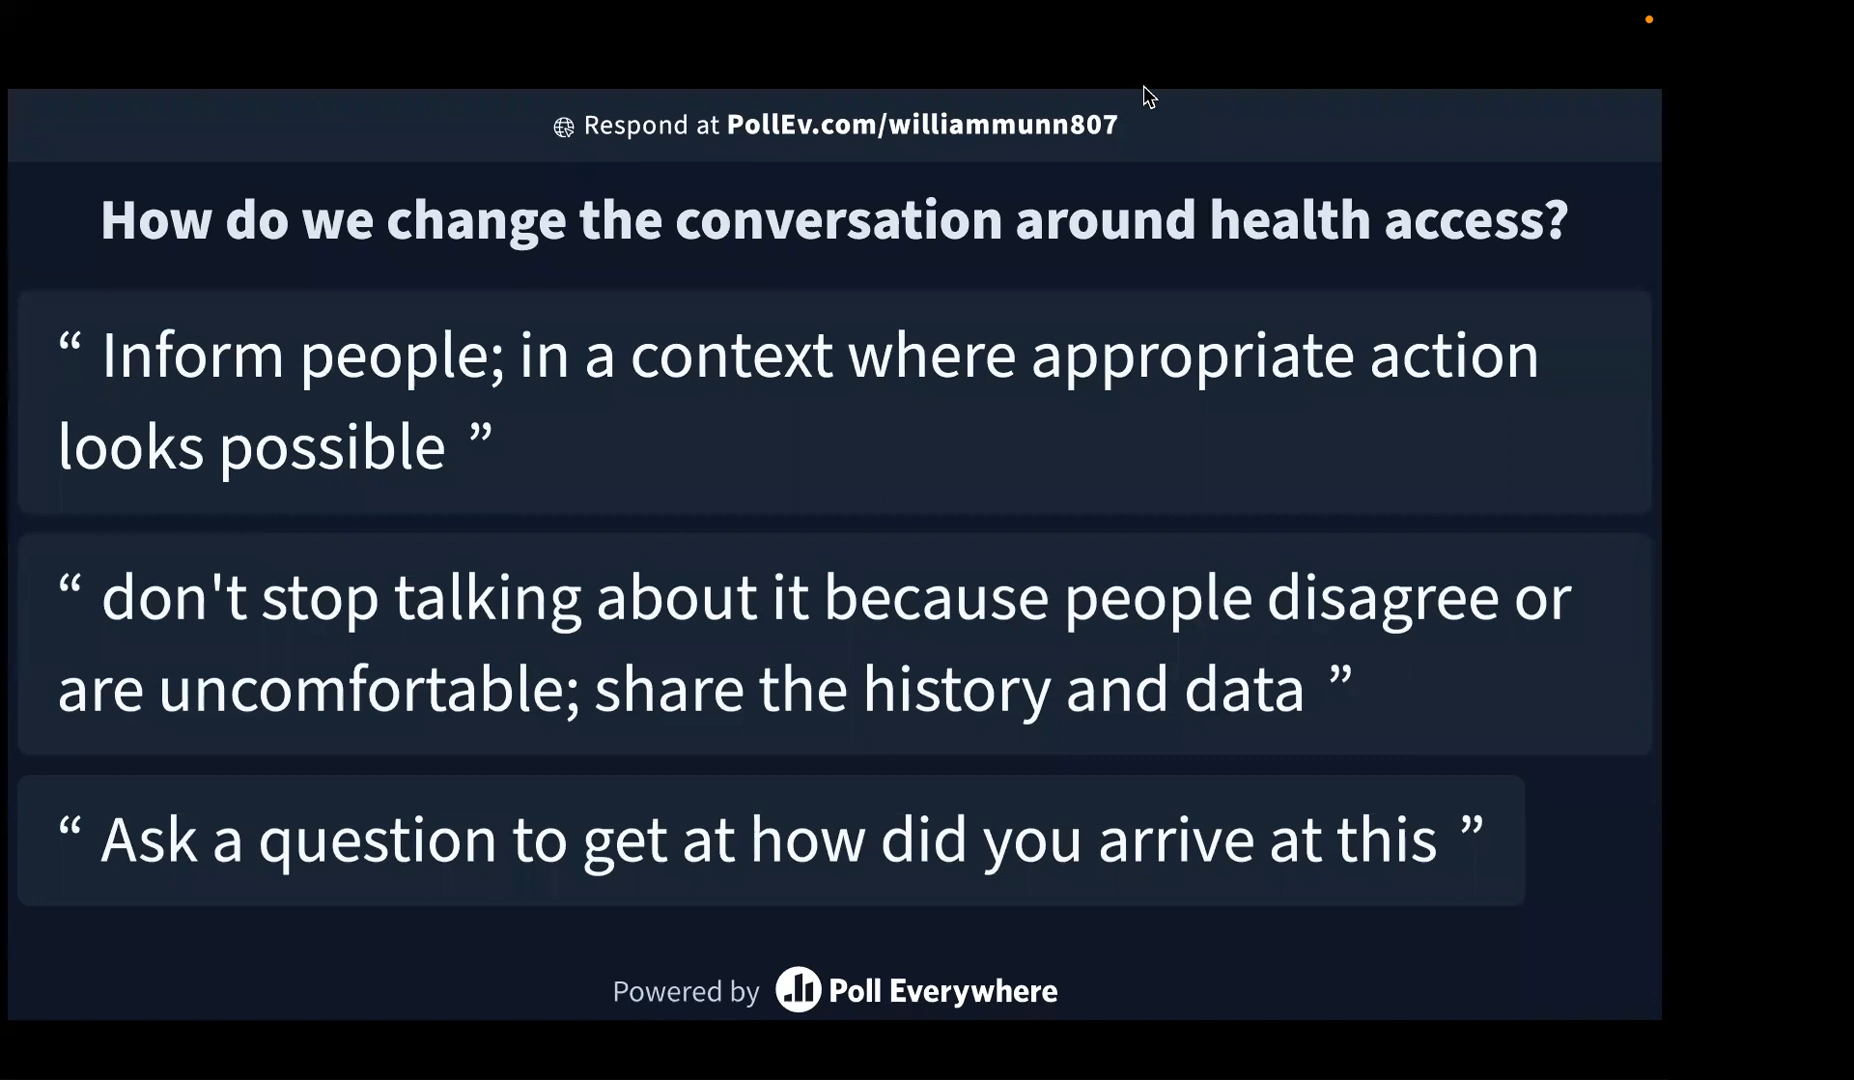 Respond at PollEv.com/williammunn807
How do we change the conversation around health access?
“ Inform people; in a context where appropriate action
looks possible ”
“ don't stop talking about it because people disagree or
are uncomfortable; share the history and data ”
“ Ask a question to get at how did you arrive at this ”
Powered by Poll Everywhere